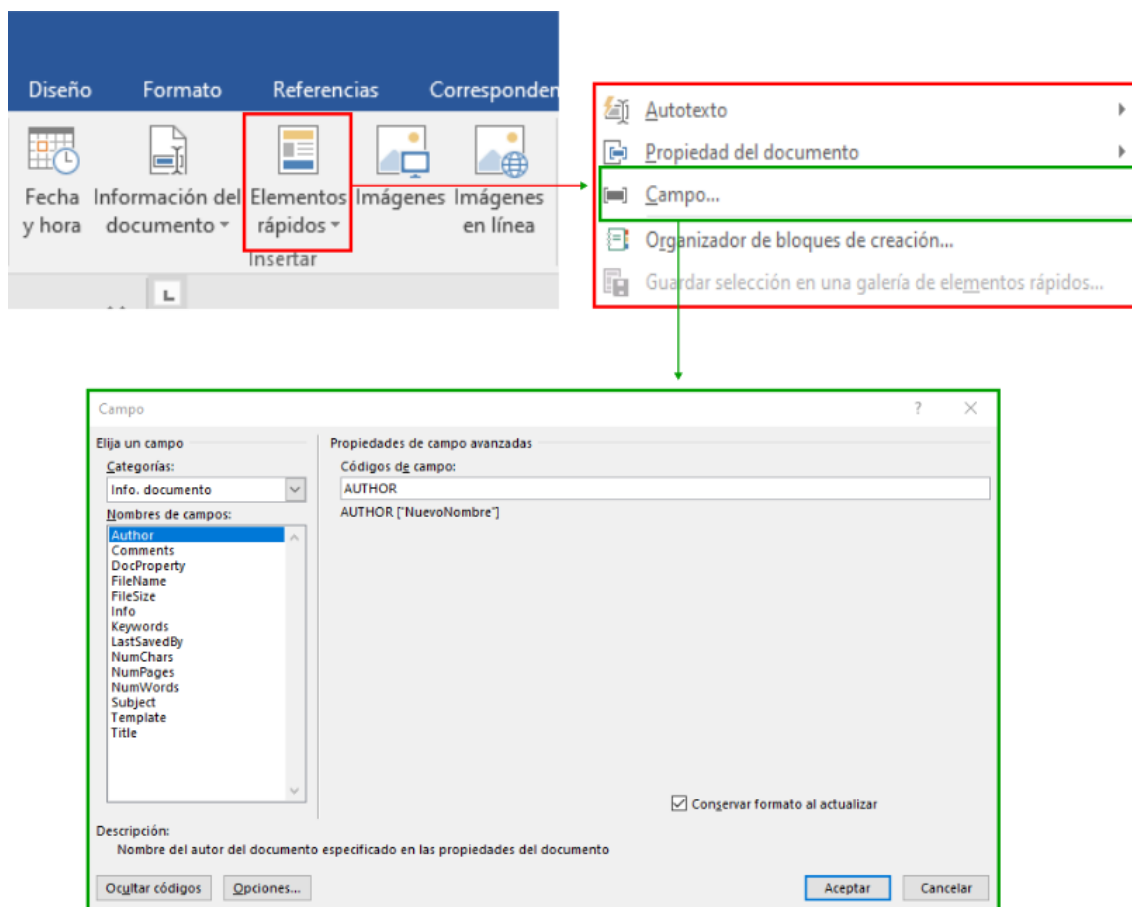 Diseño Formato Referencias Corresponden
Fecha y hora
Información del documento
Elementos rápidos
Imágenes
Imágenes en línea
Insertar
Autotexto
Propiedad del documento
Campo...
Organizador de bloques de creación...
Guardar selección en una galería de elementos rápidos...
Campo
?
Elija un campo
Categorías:
Info. documento
Nombres de campos:
Author
Comments
DocProperty
FileName
FileSize
Info
Keywords
LastSavedBy
NumChars
NumPages
NumWords
Subject
Template
Title
Propiedades de campo avanzadas
Códigos de campo:
AUTHOR
AUTHOR ["NuevoNombre"]
Conservar formato al actualizar
Descripción:
Nombre del autor del documento especificado en las propiedades del documento
Ocultar códigos
Opciones...
Aceptar
Cancelar